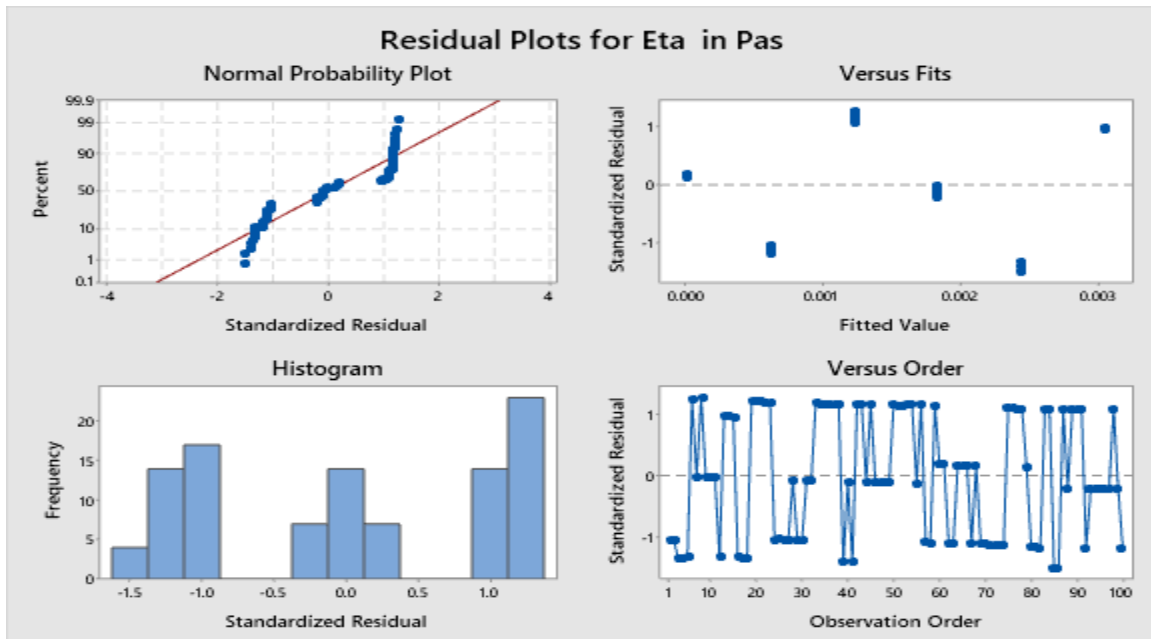 Residual Plots for Eta in Pas
Normal Probability Plot
99.9
99
90
50
10
1
0.1
Percent
-4 -2 0 2 4
Standardized Residual
Versus Fits
1
0
-1
Standardized Residual
0.000 0.001 0.002 0.003
Fitted Value
Histogram
20
15
10
5
0
Frequency
-1.5 -1.0 -0.5 0.0 0.5 1.0
Standardized Residual
Versus Order
1
0
-1
Standardized Residual
1 10 20 30 40 50 60 70 80 90 100
Observation Order